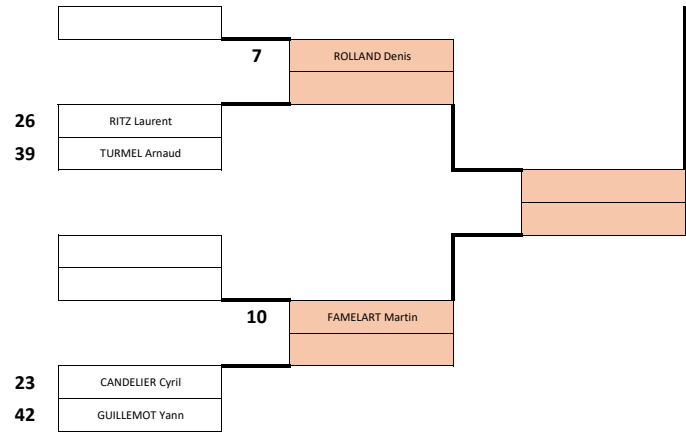 7 ROLLAND Denis
26 RITZ Laurent
39 TURMEL Arnaud
10 FAMELART Martin
23 CANDELIER Cyril
42 GUILLEMOT Yann